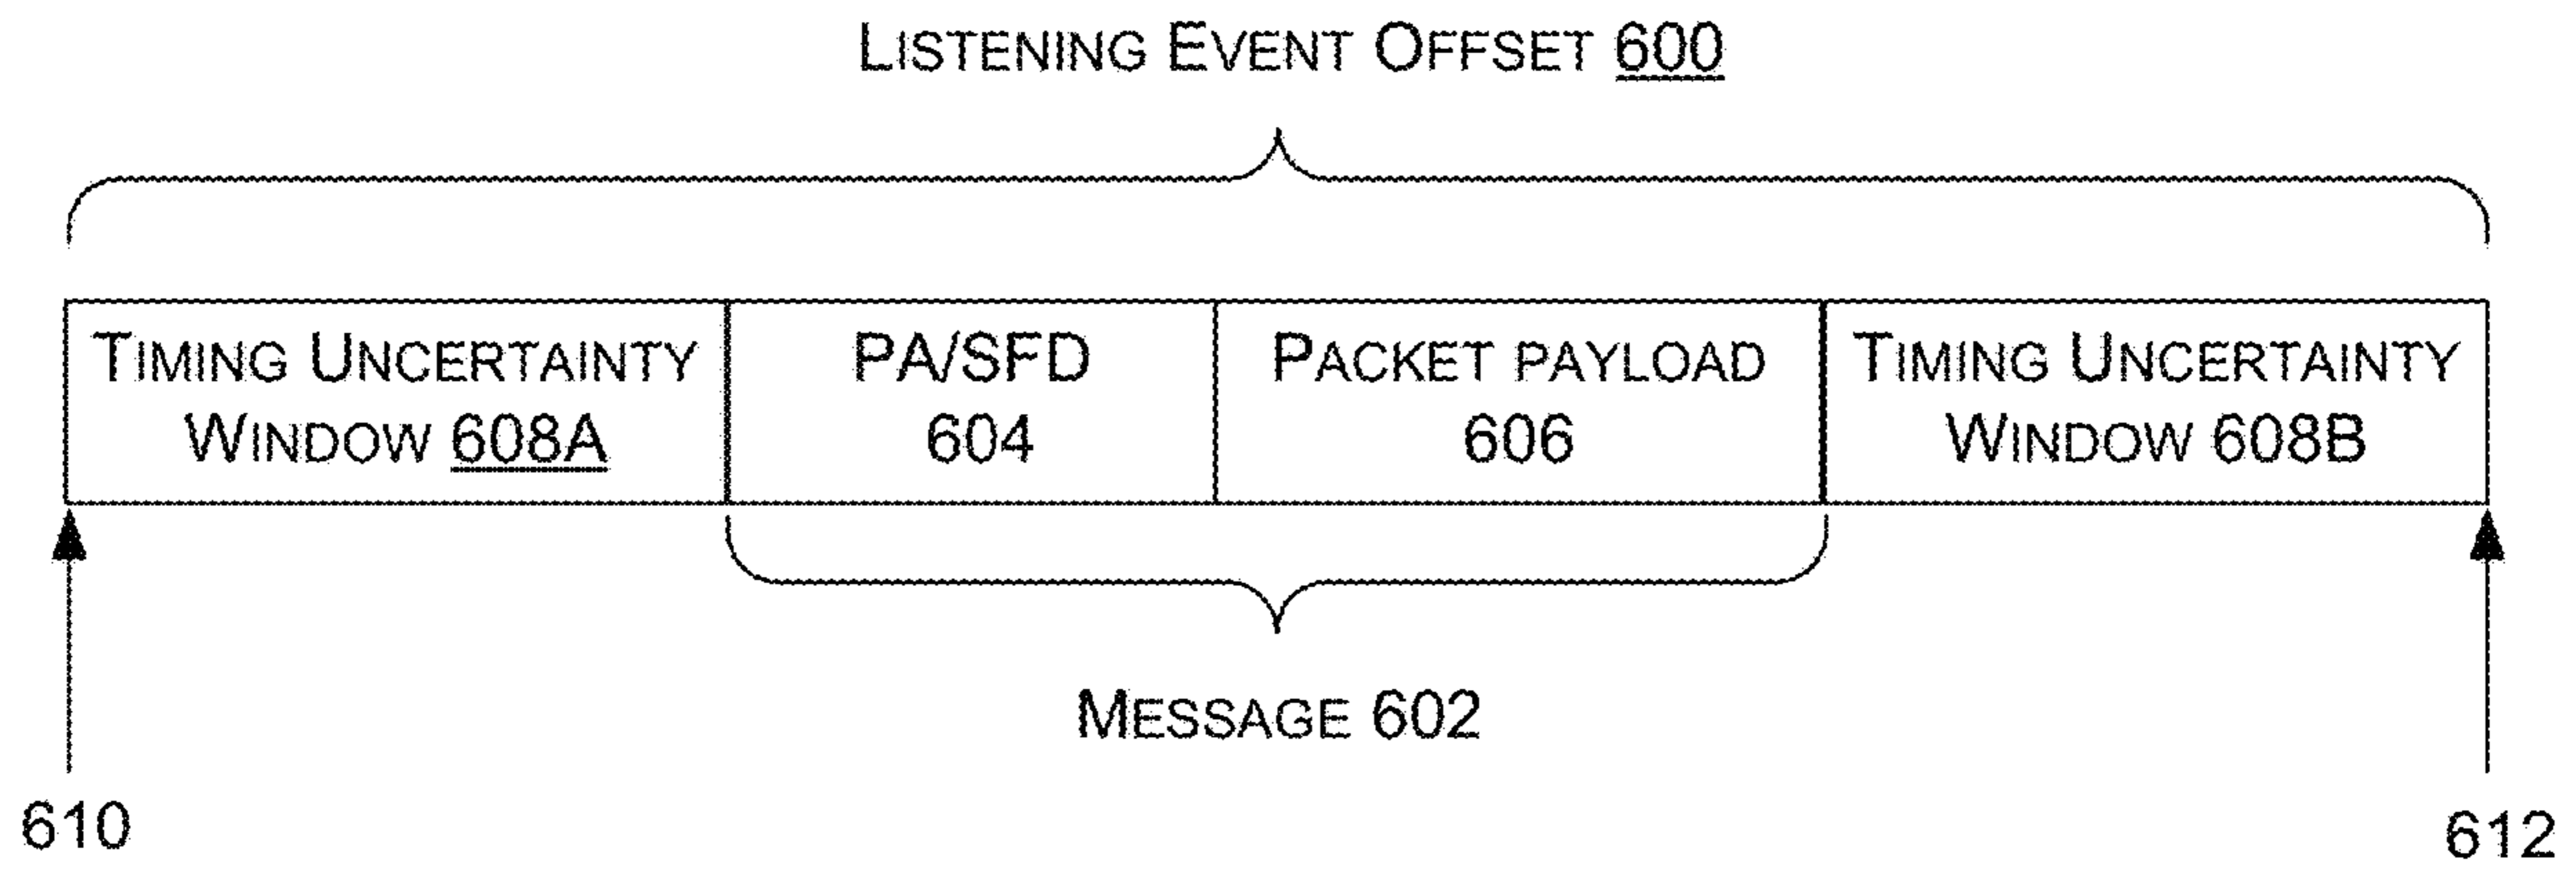 LISTENING EVENT OFFSET 600
TIMING UNCERTAINTY
WINDOW 608A
PA/SFD
604
PACKET PAYLOAD
606
TIMING UNCERTAINTY
WINDOW 608B
MESSAGE 602
610
612